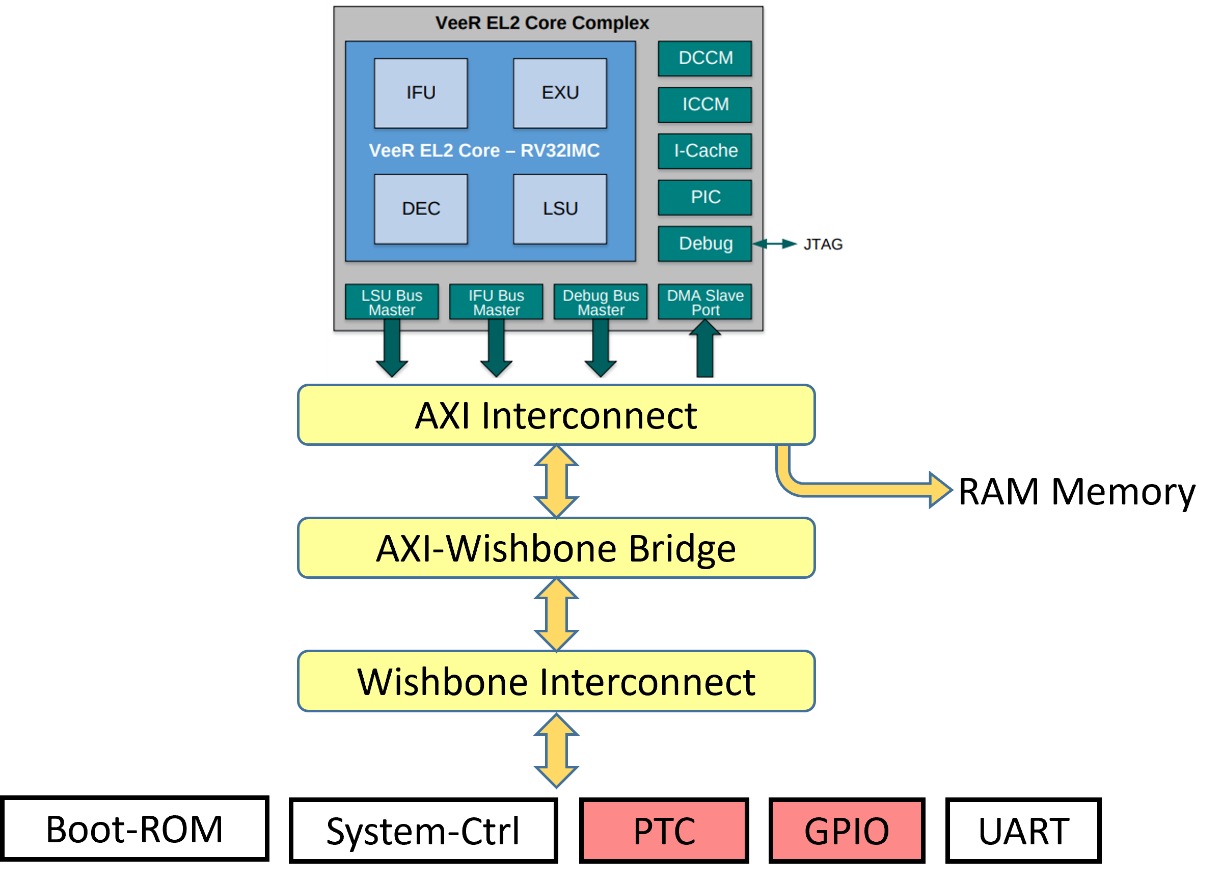 VeeR EL2 Core Complex
IFU
EXU
VeeR EL2 Core – RV32IMC
DEC
LSU
DCCM
ICCM
I-Cache
PIC
Debug
JTAG
LSU Bus
Master
IFU Bus
Master
Debug Bus
Master
DMA Slave
Port
AXI Interconnect
RAM Memory
AXI-Wishbone Bridge
Wishbone Interconnect
Boot-ROM
System-Ctrl
PTC
GPIO
UART